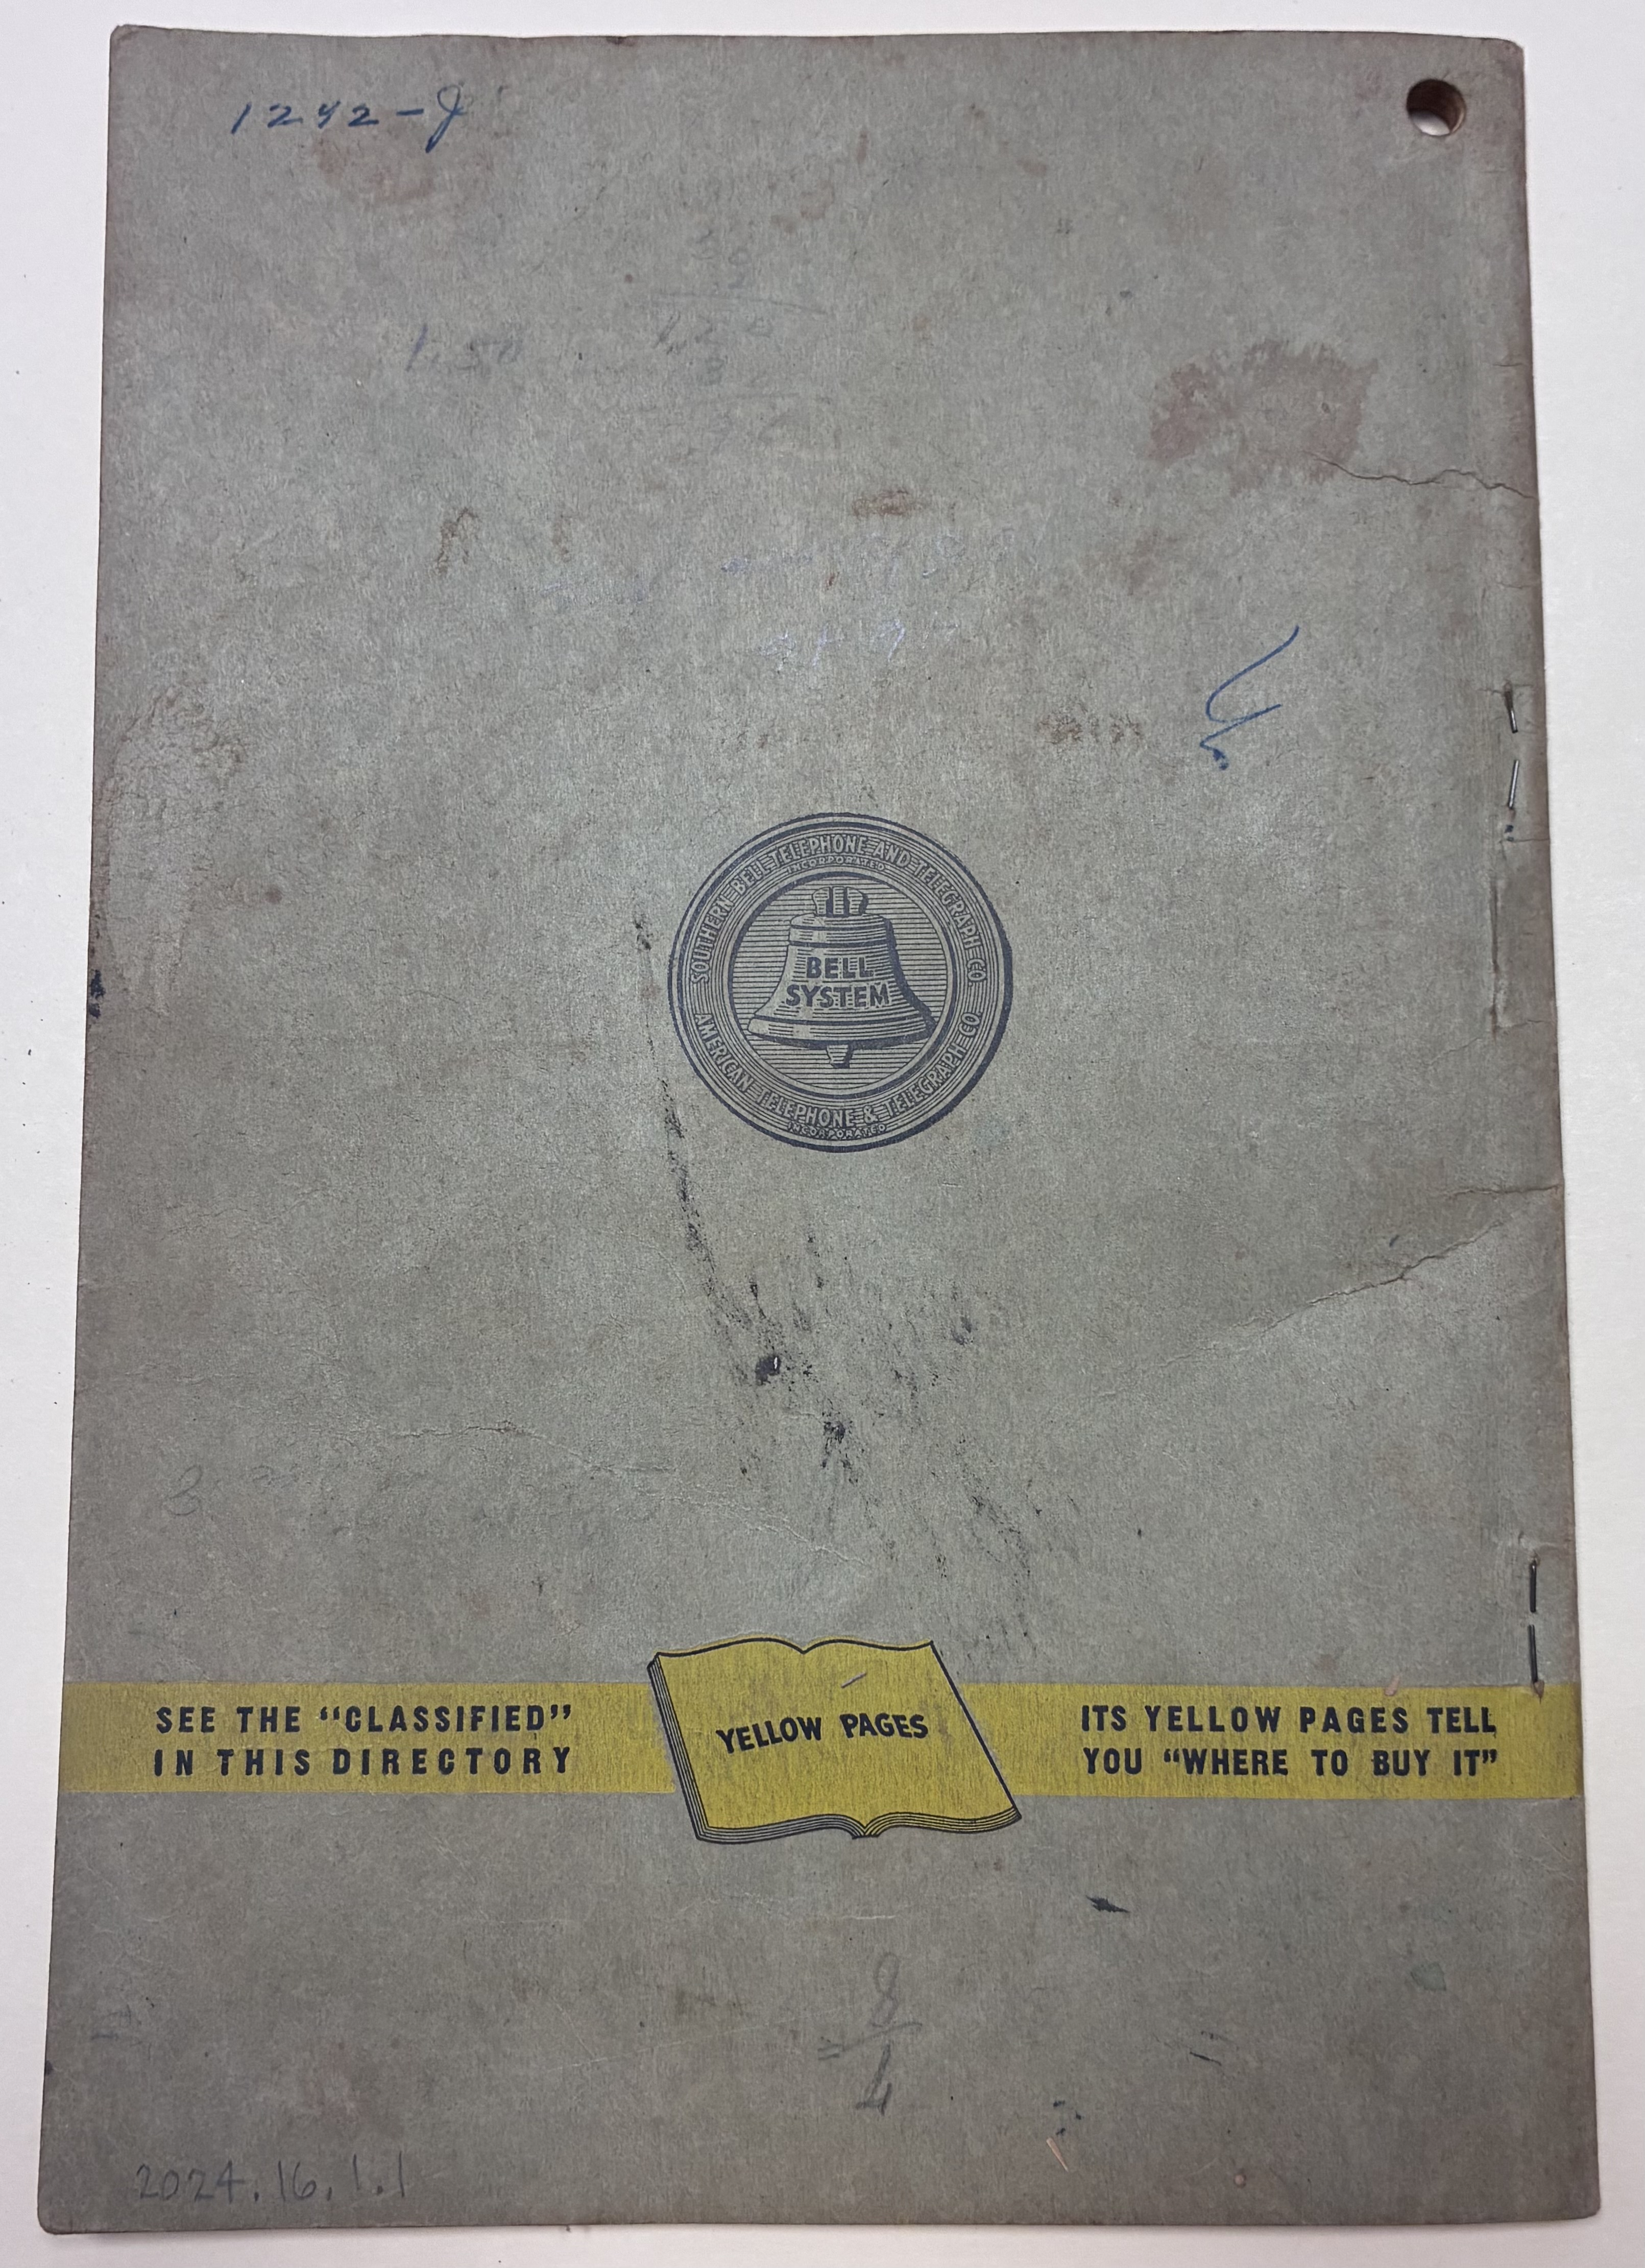 1242-J
1.50
SOUTHERN BELL TELEPHONE AND TELEGRAPH CO
INCORPORATED
BELL
SYSTEM
AMERICAN TELEPHONE & TELEGRAPH CO.
INCORPORATED
SEE THE “CLASSIFIED”
IN THIS DIRECTORY
YELLOW PAGES
ITS YELLOW PAGES TELL
YOU “WHERE TO BUY IT”
8
4
2024.16.1.1